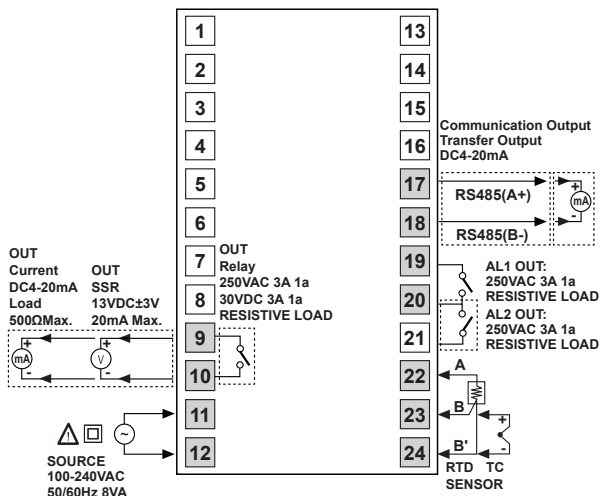 1
2
3
4
5
6
7
8
9
10
11
12
13
14
15
16
17
18
19
20
21
22
23
24
Communication Output
Transfer Output
DC4-20mA
RS485(A+)
RS485(B-)
+
mA
-
AL1 OUT:
250VAC 3A 1a
RESISTIVE LOAD
AL2 OUT:
250VAC 3A 1a
RESISTIVE LOAD
OUT
Relay
250VAC 3A 1a
30VDC 3A 1a
RESISTIVE LOAD
OUT
Current
DC4-20mA
Load
500ΩMax.
OUT
SSR
13VDC±3V
20mA Max.
+
mA
-
+
V
-
~
SOURCE
100-240VAC
50/60Hz 8VA
A
B
B'
+
-
RTD TC
SENSOR